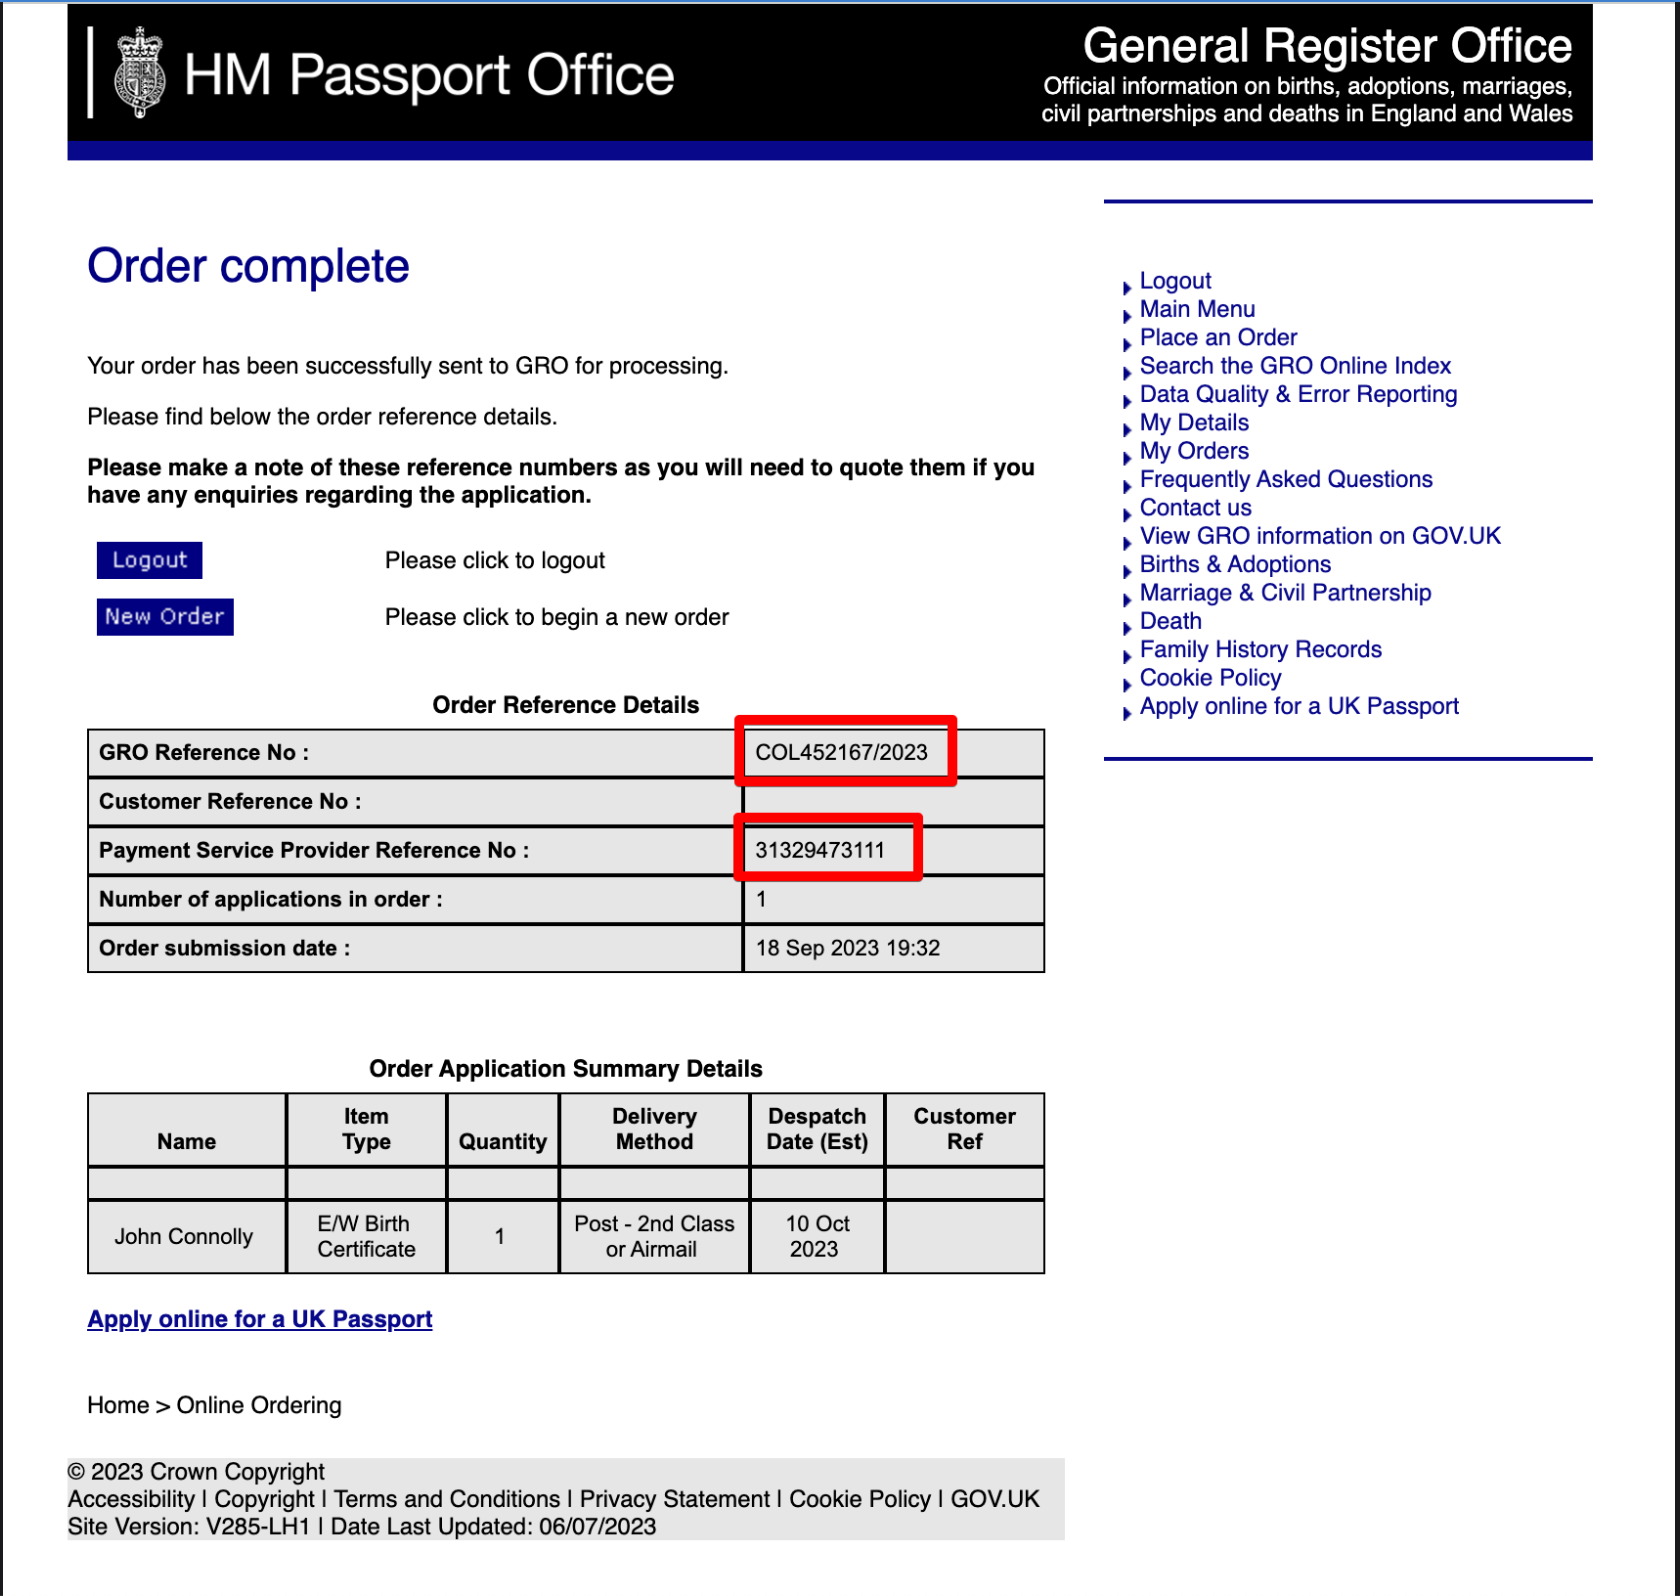 HM Passport Office
General Register Office
Official information on births, adoptions, marriages,
civil partnerships and deaths in England and Wales
Order complete
Your order has been successfully sent to GRO for processing.
Please find below the order reference details.
Please make a note of these reference numbers as you will need to quote them if you
have any enquiries regarding the application.
Logout Please click to logout
New Order Please click to begin a new order
Order Reference Details
GRO Reference No : COL452167/2023
Customer Reference No :
Payment Service Provider Reference No : 31329473111
Number of applications in order : 1
Order submission date : 18 Sep 2023 19:32
Order Application Summary Details
Name Item Type Quantity Delivery Method Despatch Date (Est) Customer Ref
John Connolly E/W Birth Certificate 1 Post - 2nd Class or Airmail 10 Oct 2023
Apply online for a UK Passport
Home > Online Ordering
Logout
Main Menu
Place an Order
Search the GRO Online Index
Data Quality & Error Reporting
My Details
My Orders
Frequently Asked Questions
Contact us
View GRO information on GOV.UK
Births & Adoptions
Marriage & Civil Partnership
Death
Family History Records
Cookie Policy
Apply online for a UK Passport
© 2023 Crown Copyright
Accessibility | Copyright | Terms and Conditions | Privacy Statement | Cookie Policy | GOV.UK
Site Version: V285-LH1 | Date Last Updated: 06/07/2023